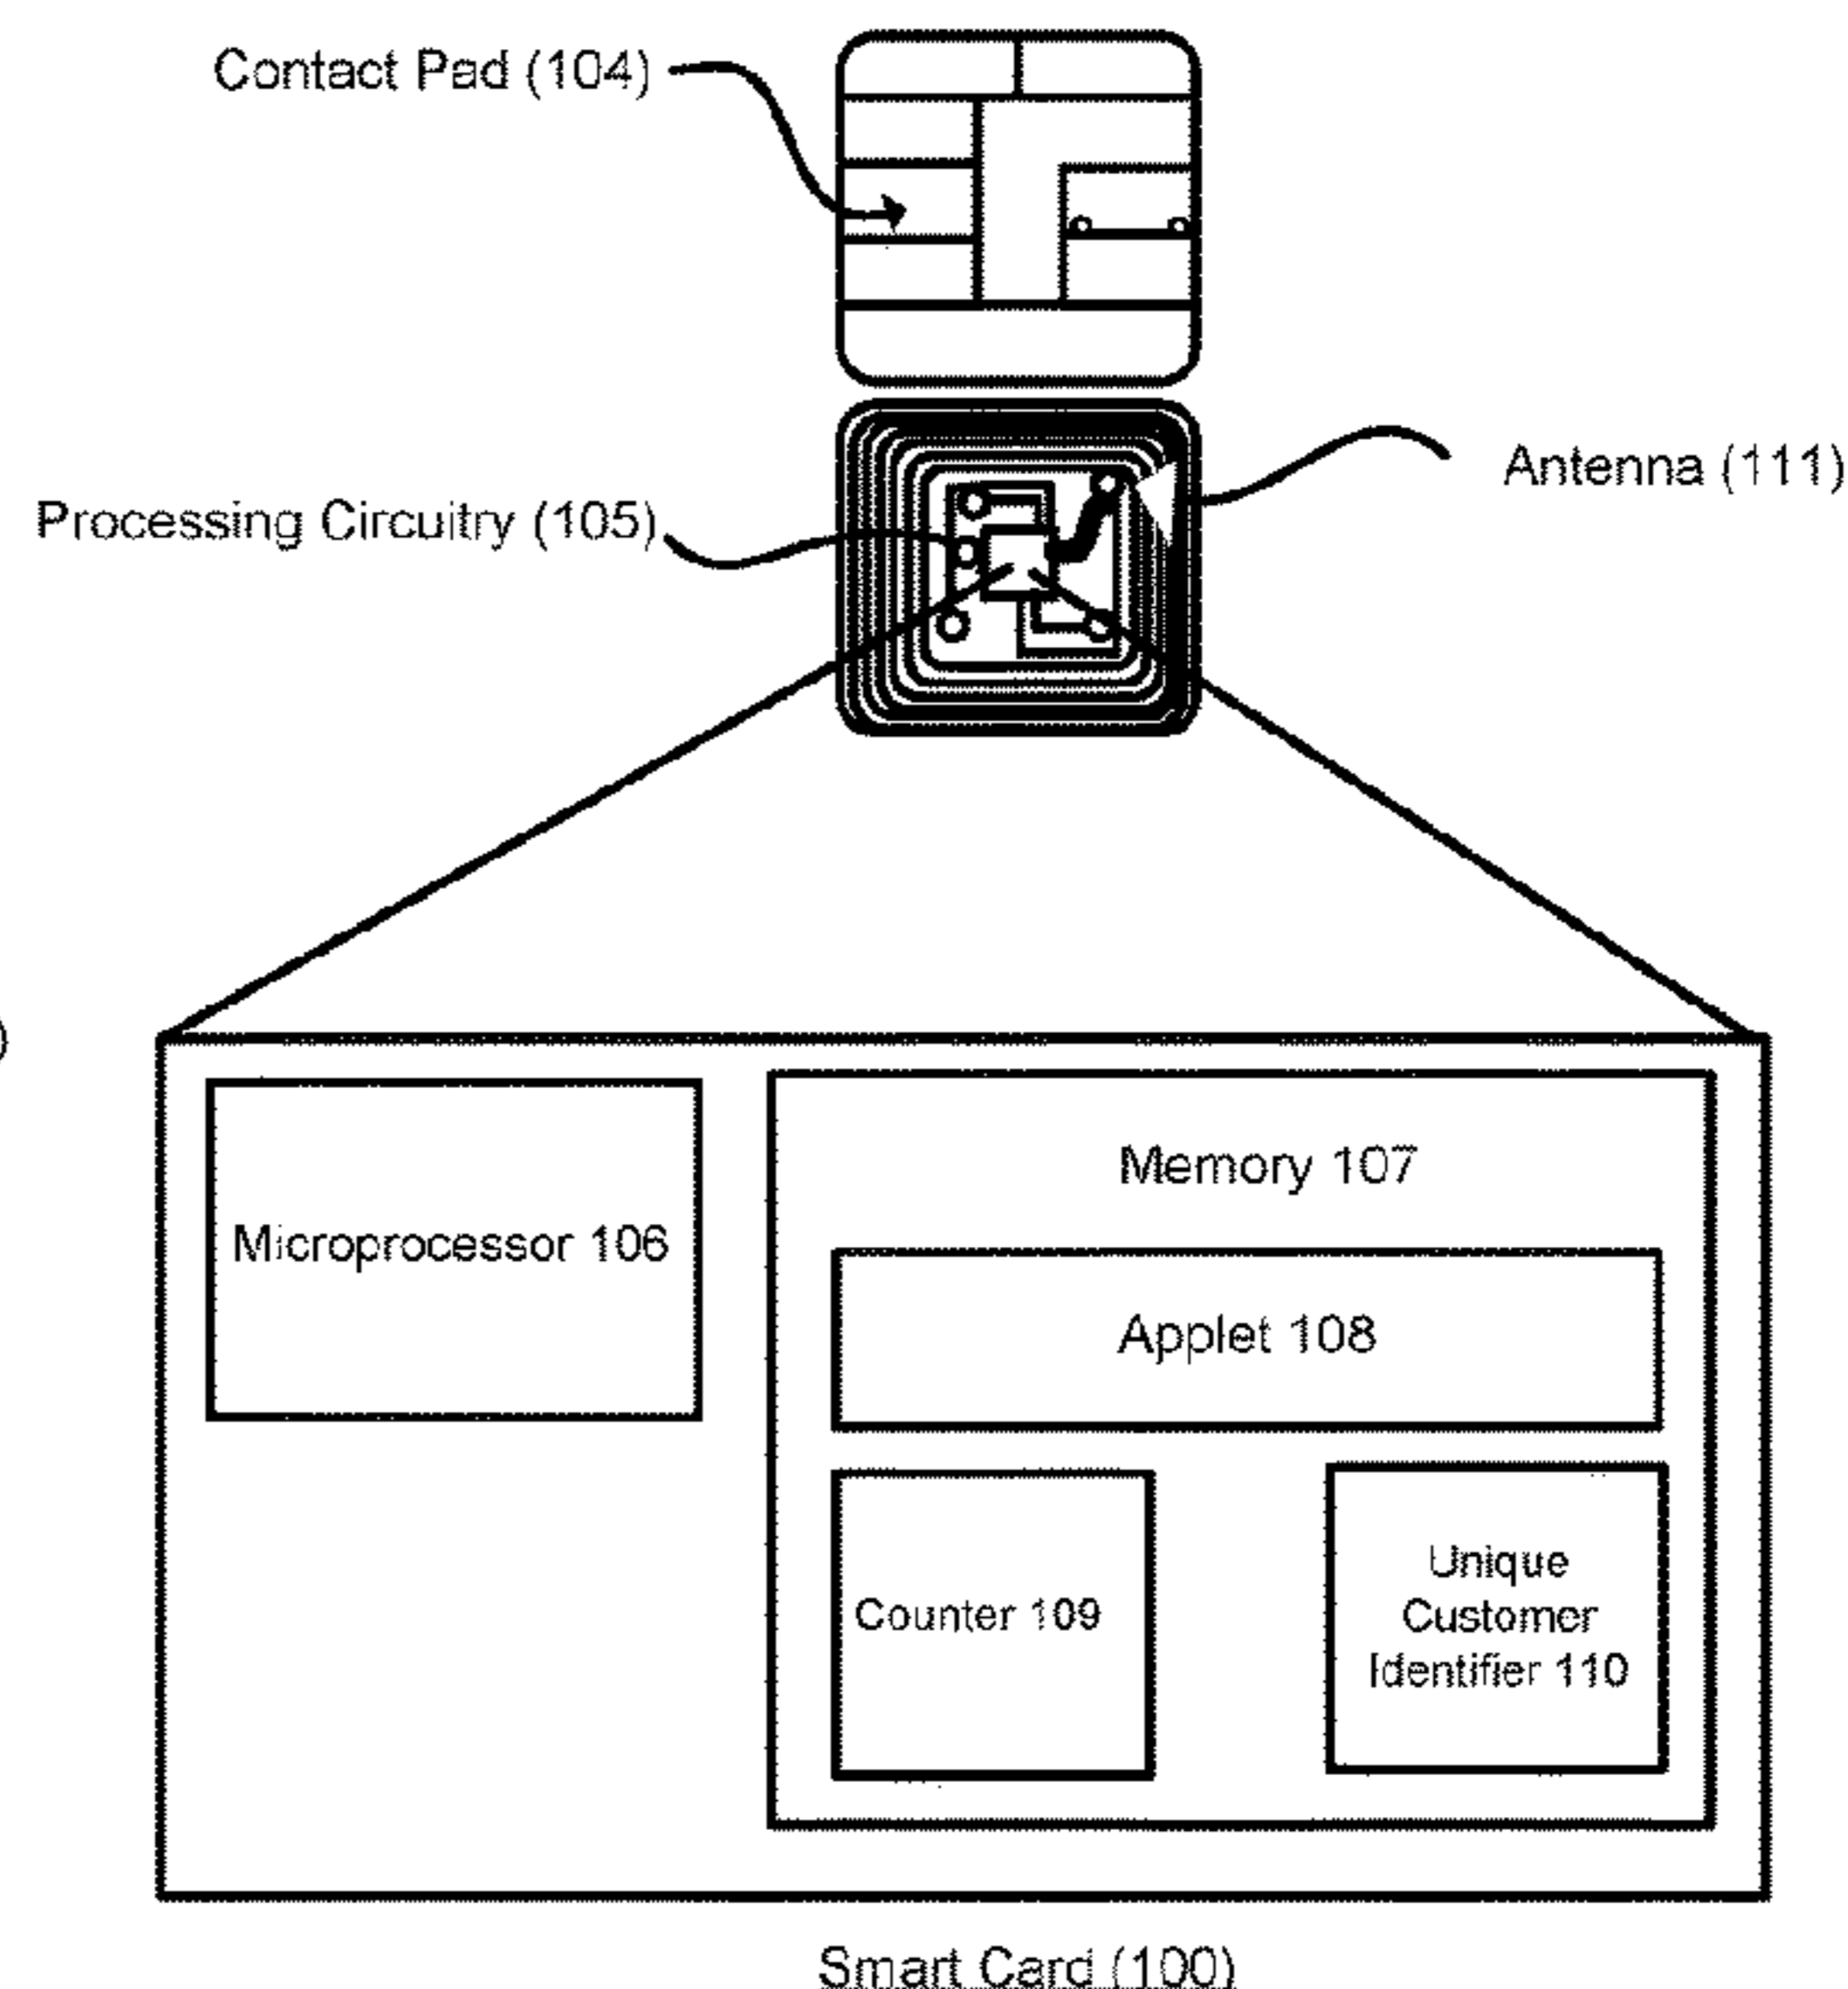 Contact Pad (104)
Antenna (111)
Processing Circuitry (105)
)
Microprocessor 106
Memory 107
Applet 108
Counter 109
Unique
Customer
Identifier 110
Smart Card (100)